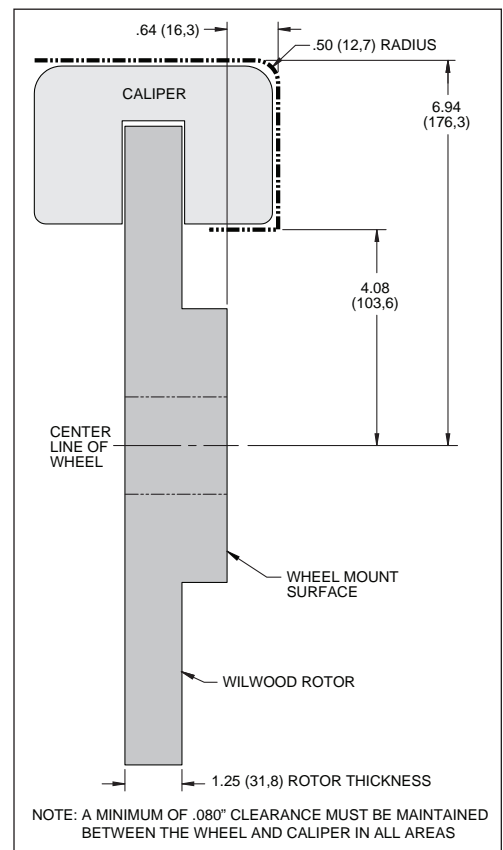 .64 (16,3)
.50 (12,7) RADIUS
CALIPER
6.94
(176,3)
4.08
(103,6)
CENTER
LINE OF
WHEEL
WHEEL MOUNT
SURFACE
WILWOOD ROTOR
1.25 (31,8) ROTOR THICKNESS
NOTE: A MINIMUM OF .080" CLEARANCE MUST BE MAINTAINED
BETWEEN THE WHEEL AND CALIPER IN ALL AREAS